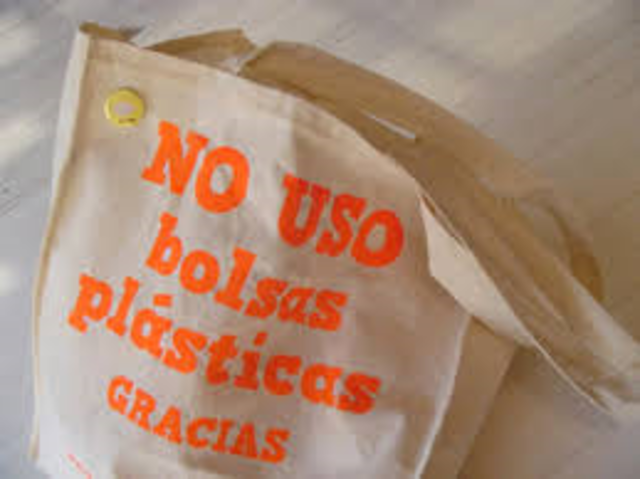 NO USO
bolsas
plásticas
GRACIAS